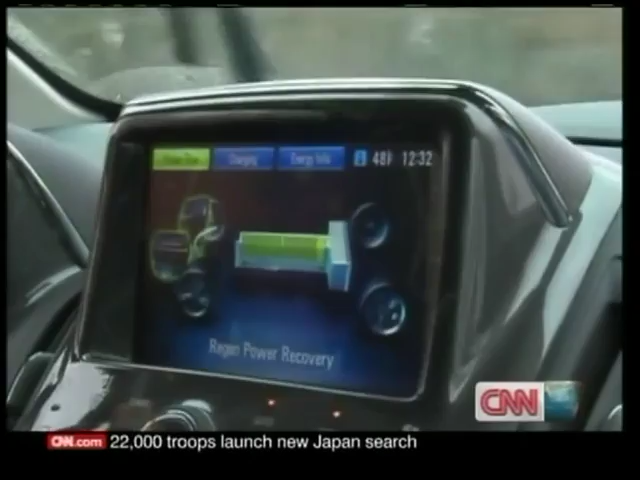 Power Flow Charging Energy Info 48F 12:32
Regen Power Recovery
CNN
CNN.com 22,000 troops launch new Japan search